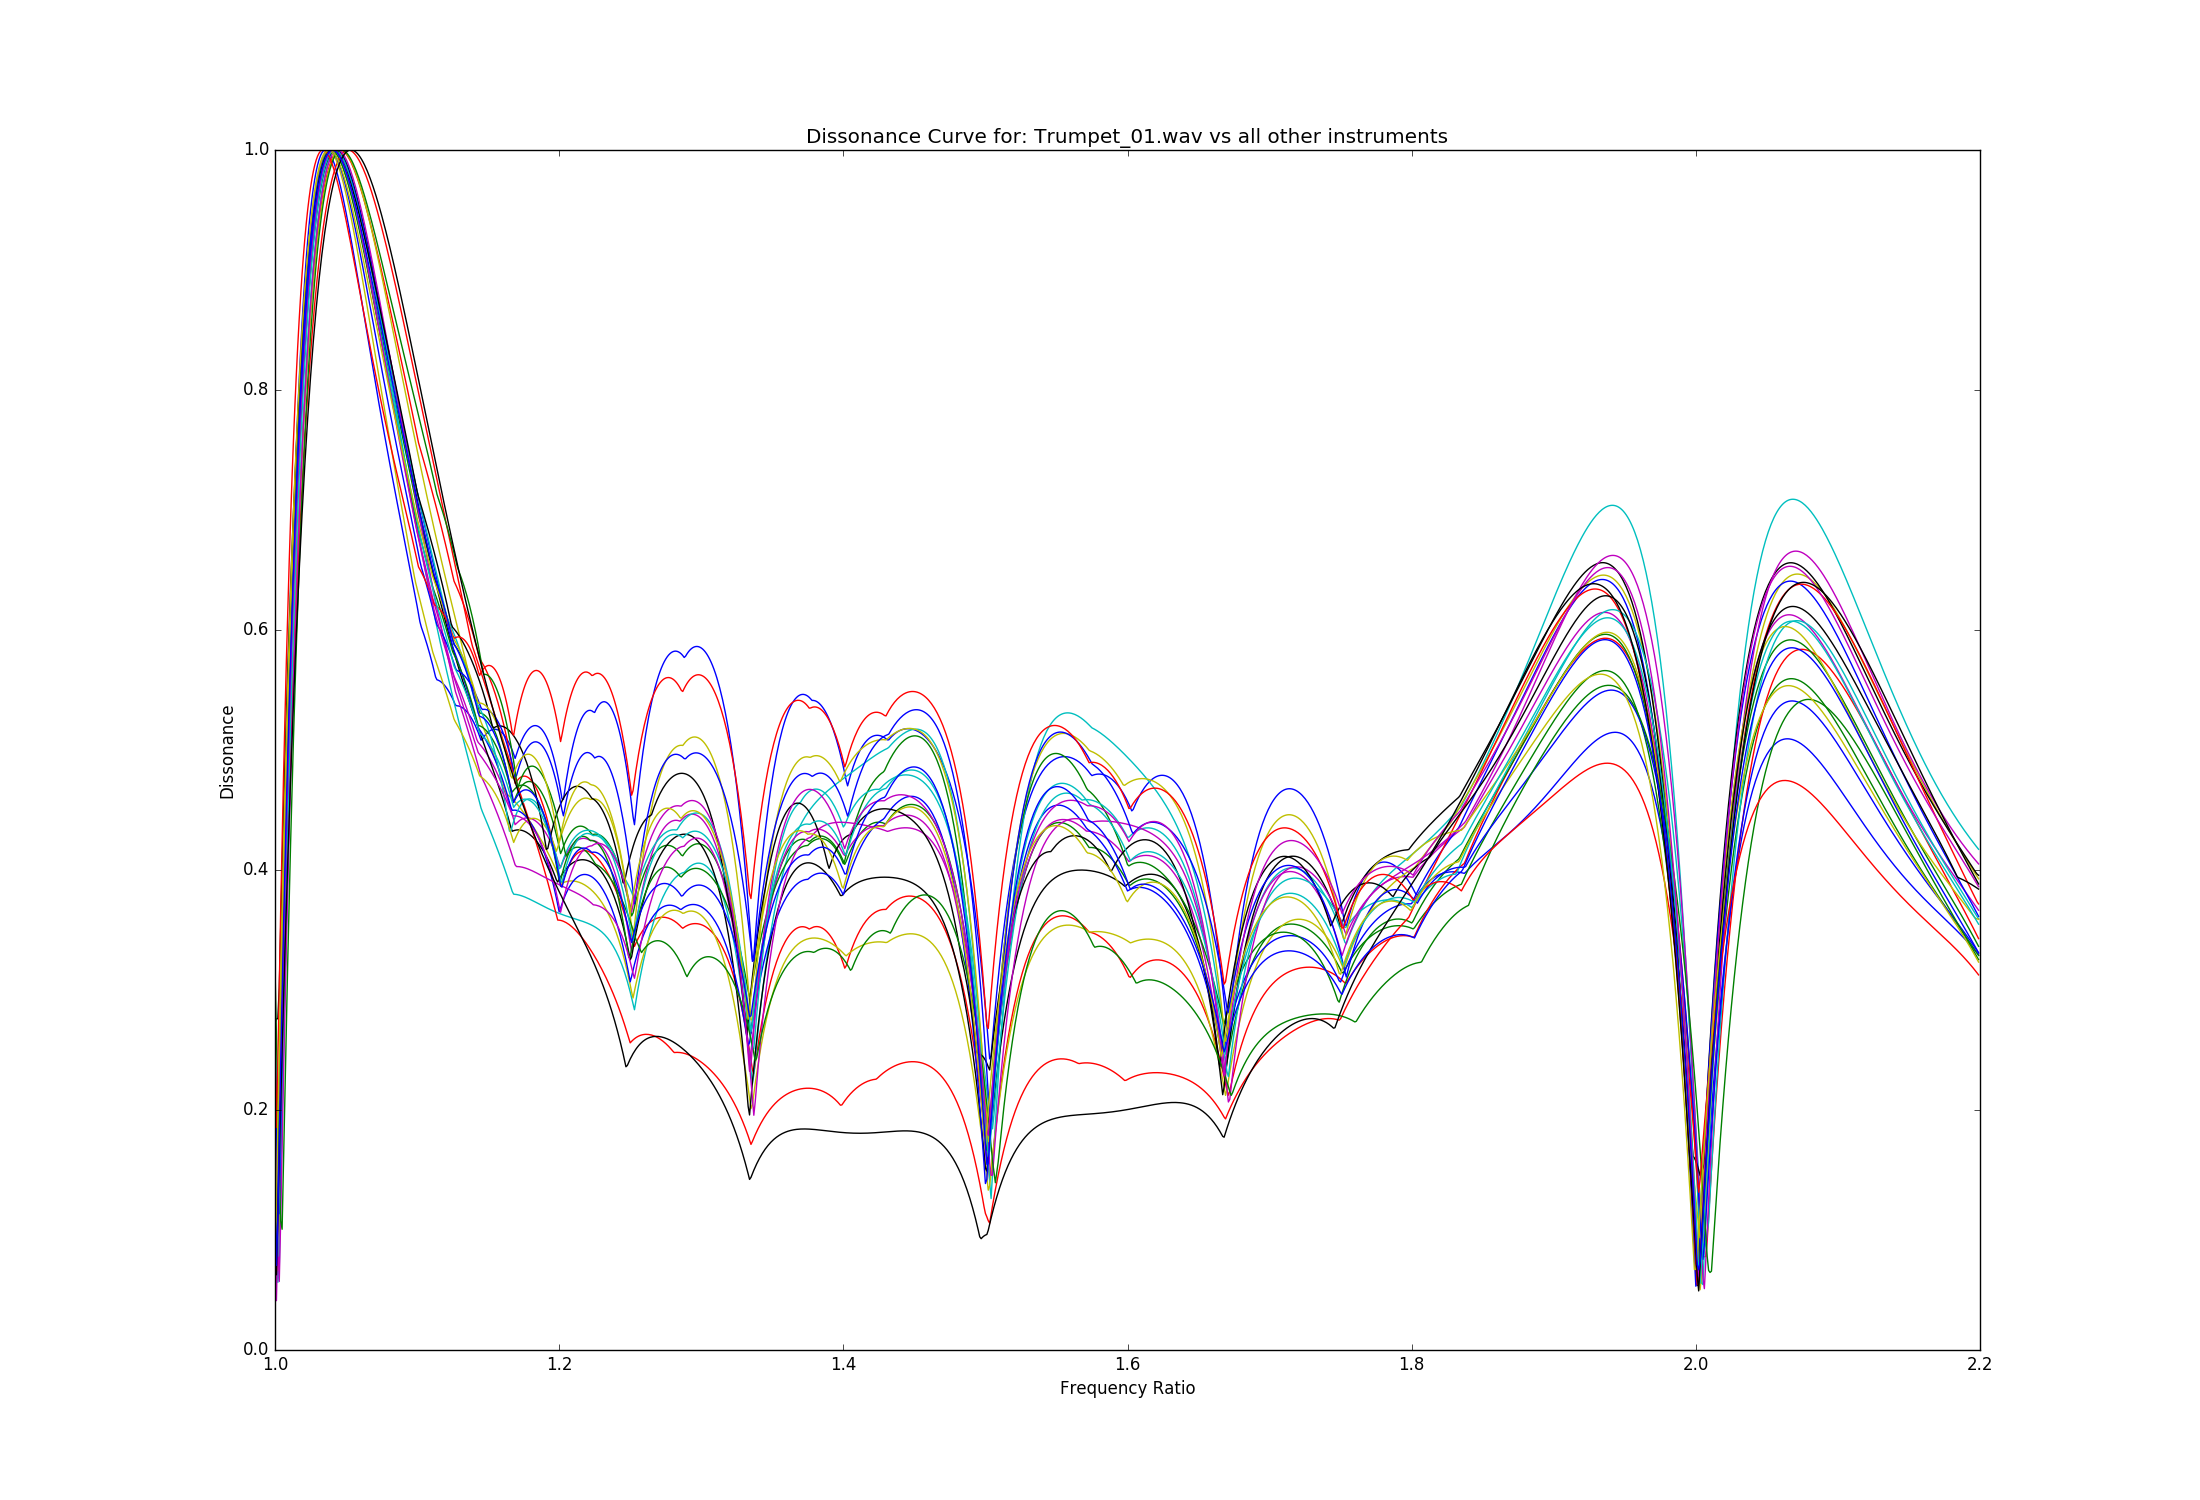 Dissonance Curve for: Trumpet_01.wav vs all other instruments
1.0
0.8
0.6
0.4
0.2
0.0
Dissonance
1.0 1.2 1.4 1.6 1.8 2.0 2.2
Frequency Ratio